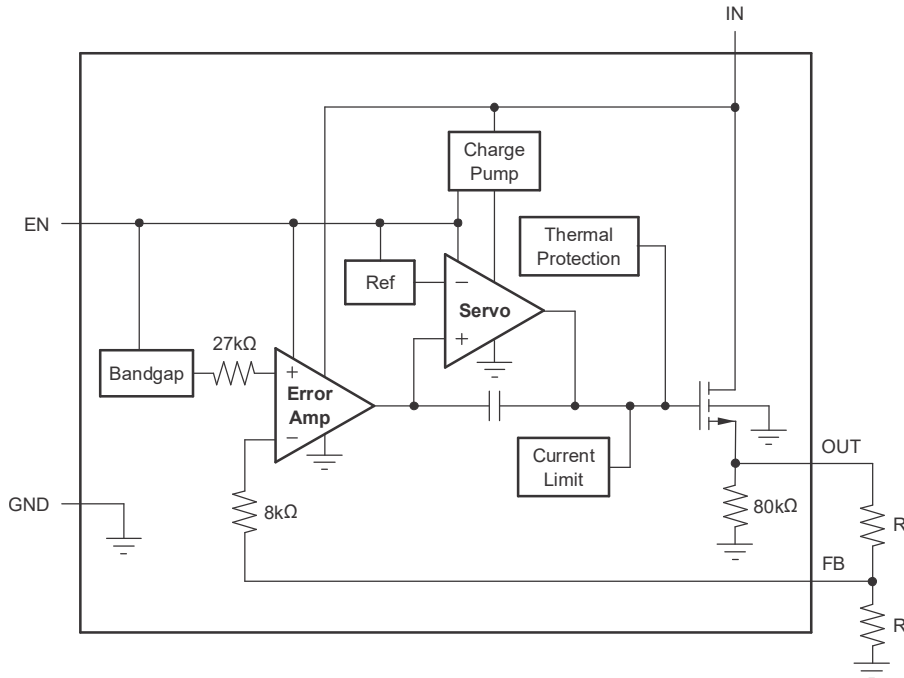 IN
Charge
Pump
EN
Thermal
Protection
Ref
−
Servo
+
27kΩ
Bandgap
+
Error
Amp
−
OUT
Current
Limit
GND
8kΩ
80kΩ
R
FB
R